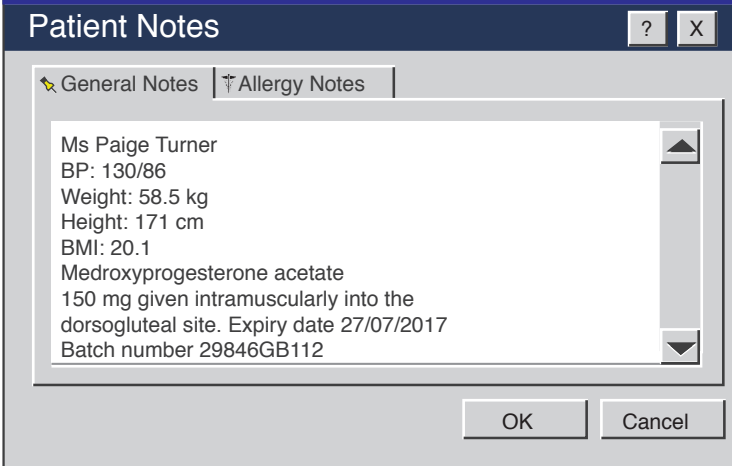 Patient Notes
? X
General Notes
Allergy Notes
Ms Paige Turner
BP: 130/86
Weight: 58.5 kg
Height: 171 cm
BMI: 20.1
Medroxyprogesterone acetate
150 mg given intramuscularly into the
dorsogluteal site. Expiry date 27/07/2017
Batch number 29846GB112
OK
Cancel